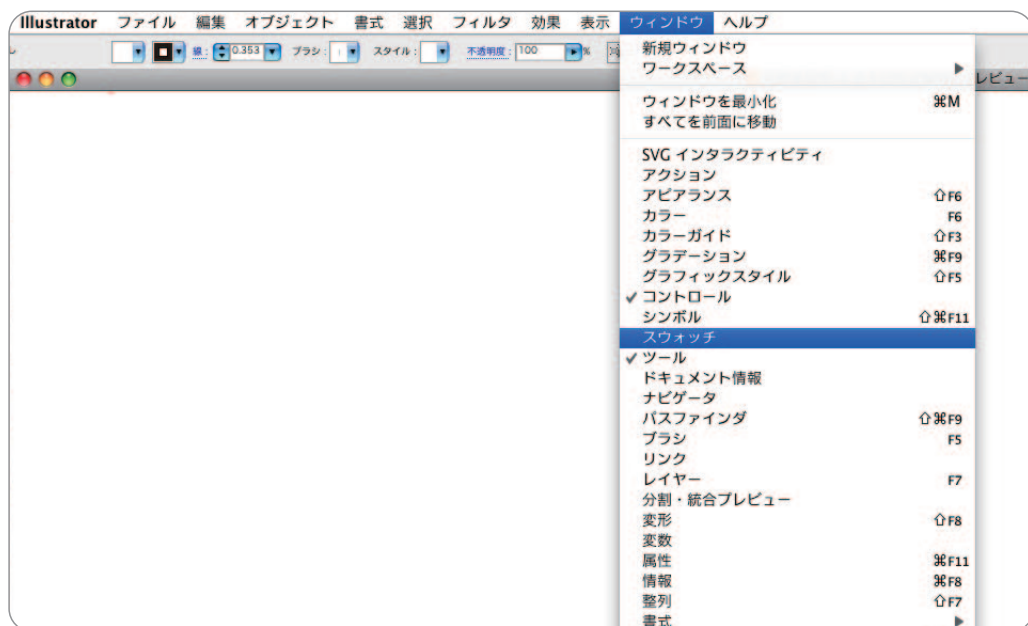 Illustrator ファイル 編集 オブジェクト 書式 選択 フィルタ 効果 表示 ウィンドウ ヘルプ
線: 0.353 ブラシ: スタイル: 不透明度: 100 %
レビュー
新規ウィンドウ
ワークスペース ▶
ウィンドウを最小化 ⌘M
すべてを前面に移動
SVG インタラクティビティ
アクション
アピアランス ⇧F6
カラー F6
カラーガイド ⇧F3
グラデーション ⌘F9
グラフィックスタイル ⇧F5
✓ コントロール
シンボル ⇧⌘F11
スウォッチ
✓ ツール
ドキュメント情報
ナビゲータ
パスファインダ ⇧⌘F9
ブラシ F5
リンク
レイヤー F7
分割・統合プレビュー
変形 ⇧F8
変数
属性 ⌘F11
情報 ⌘F8
整列 ⇧F7
書式 ▶